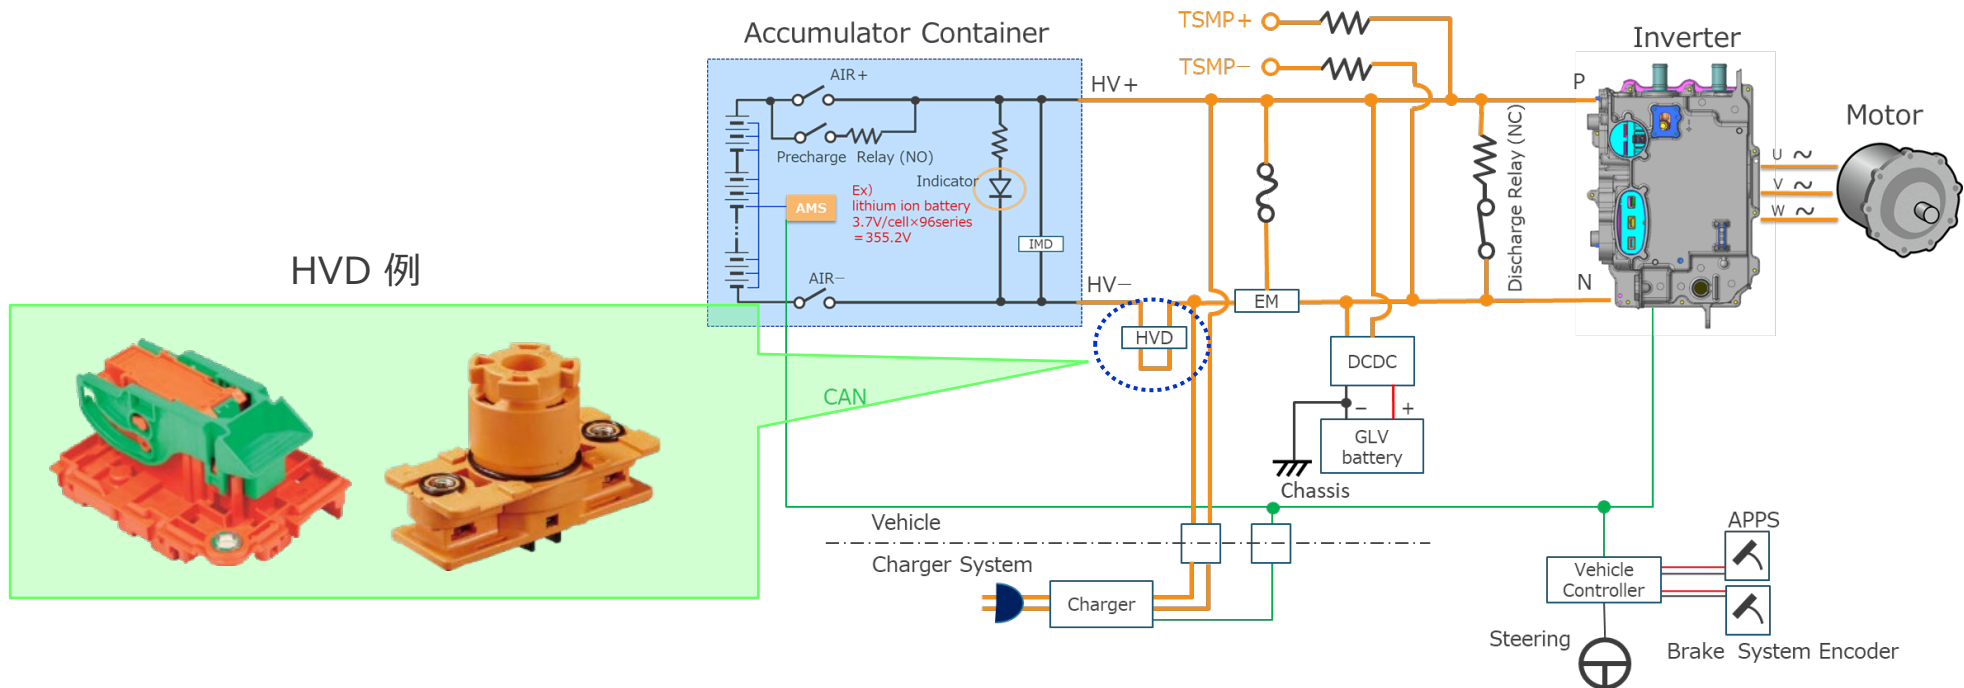 TSMP+
Accumulator Container
Inverter
TSMP−
AIR+
HV+
P
Discharge Relay (NC)
Motor
Precharge Relay (NO)
U ~
Indicator
Ex)
lithium ion battery
3.7V/cell×96series
=355.2V
AMS
V ~
W ~
IMD
HVD 例
AIR−
HV−
N
EM
HVD
DCDC
CAN
− +
GLV
battery
Chassis
Vehicle
APPS
Charger System
Vehicle
Controller
Charger
Steering
Brake System Encoder